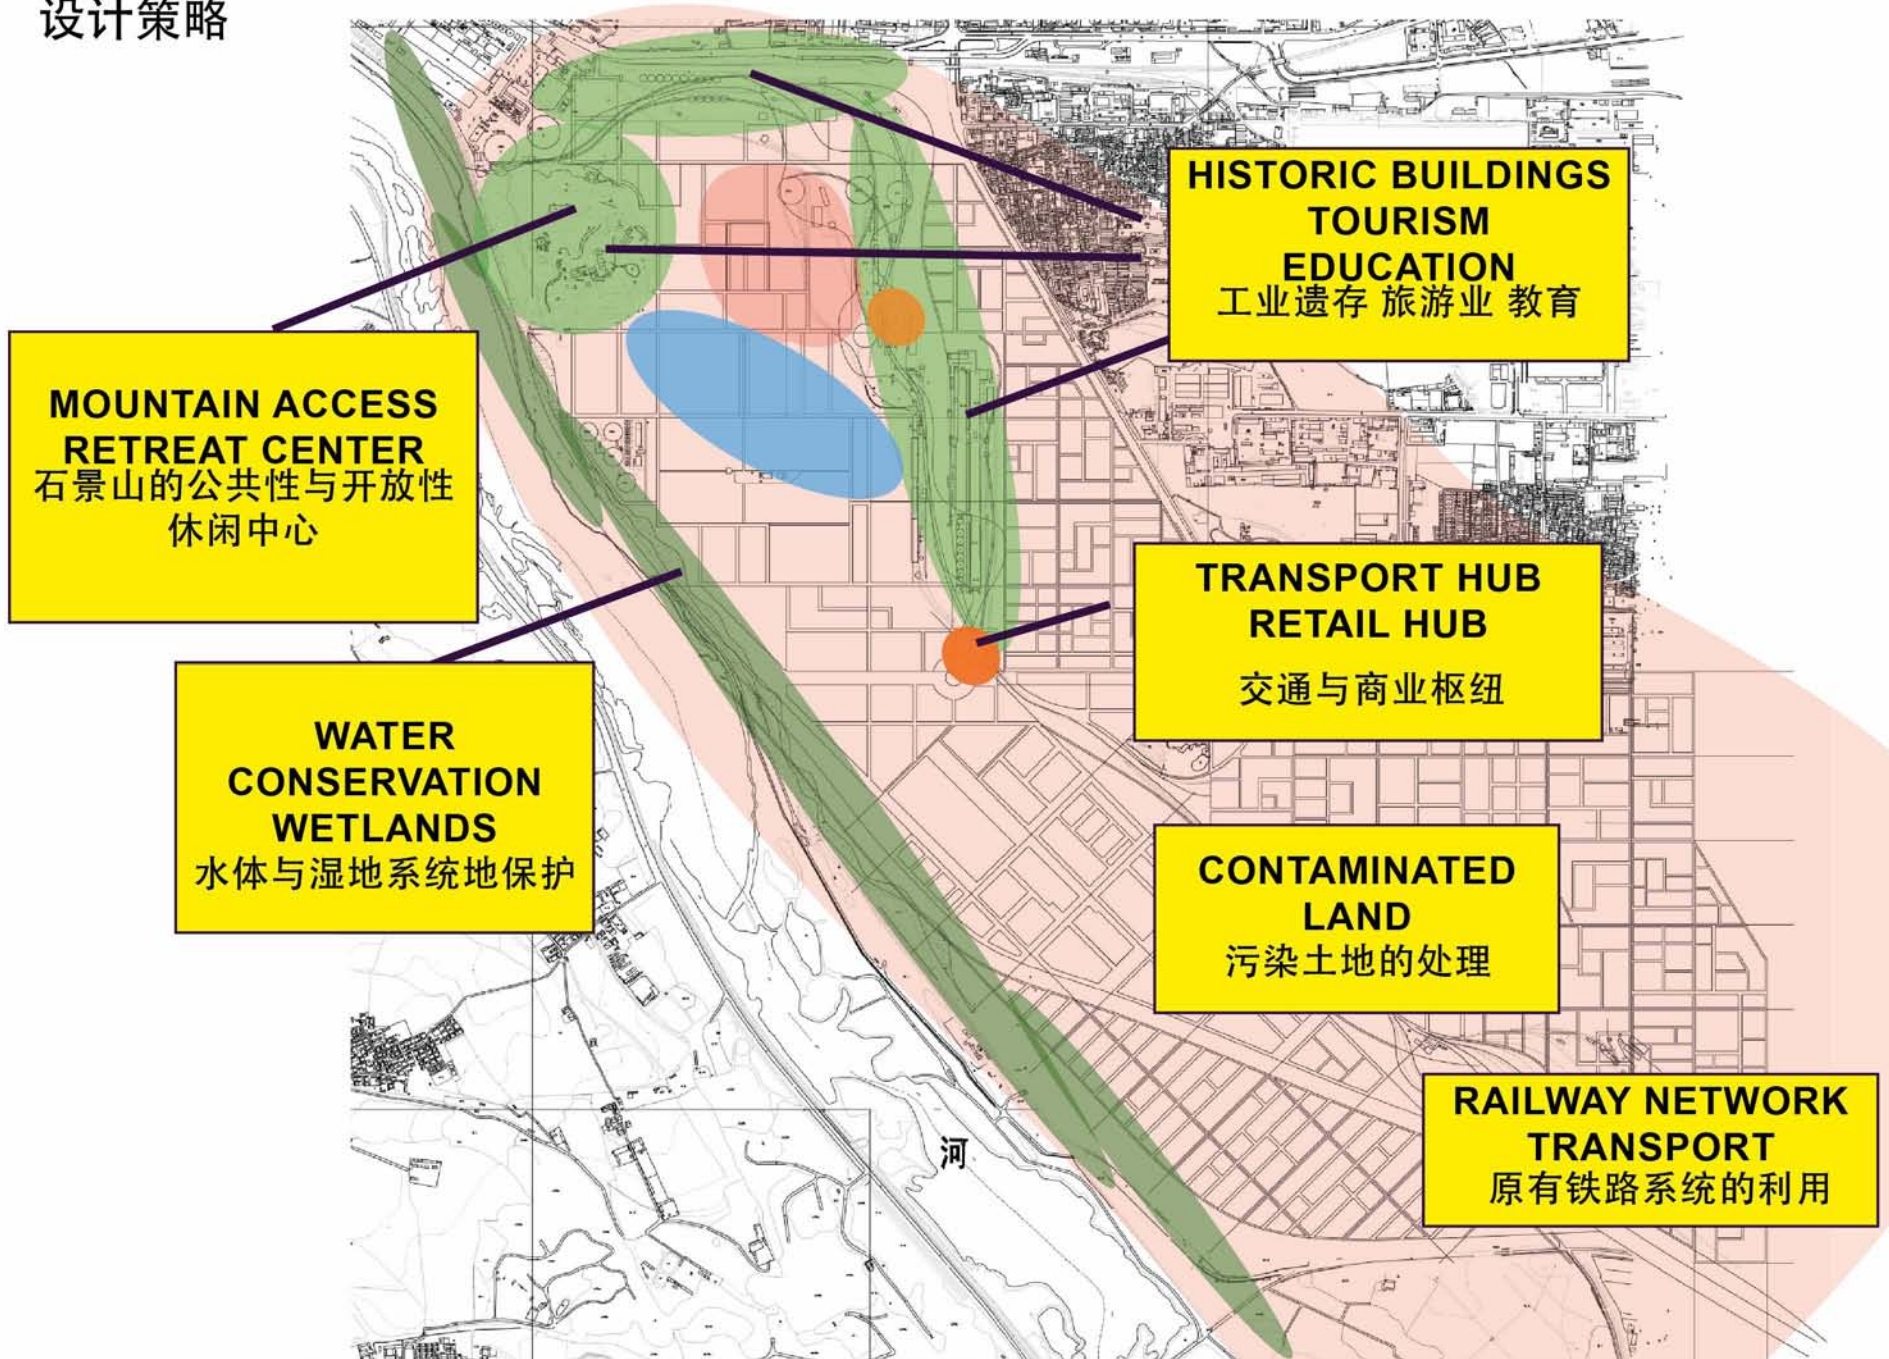 设计策略
HISTORIC BUILDINGS
TOURISM
EDUCATION
工业遗存 旅游业 教育
MOUNTAIN ACCESS
RETREAT CENTER
石景山的公共性与开放性
休闲中心
TRANSPORT HUB
RETAIL HUB
交通与商业枢纽
WATER
CONSERVATION
WETLANDS
水体与湿地系统地保护
CONTAMINATED
LAND
污染土地的处理
RAILWAY NETWORK
TRANSPORT
原有铁路系统的利用
河